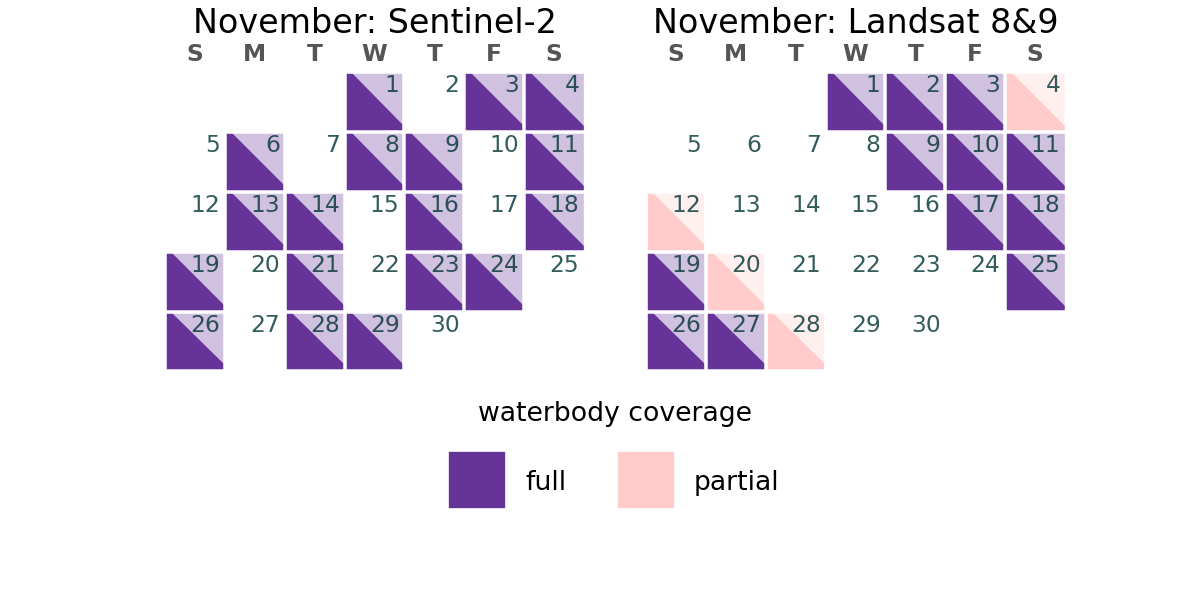 November: Sentinel-2
S M T W T F S
1 2 3 4
5 6 7 8 9 10 11
12 13 14 15 16 17 18
19 20 21 22 23 24 25
26 27 28 29 30
November: Landsat 8&9
S M T W T F S
1 2 3 4
5 6 7 8 9 10 11
12 13 14 15 16 17 18
19 20 21 22 23 24 25
26 27 28 29 30
waterbody coverage
full
partial